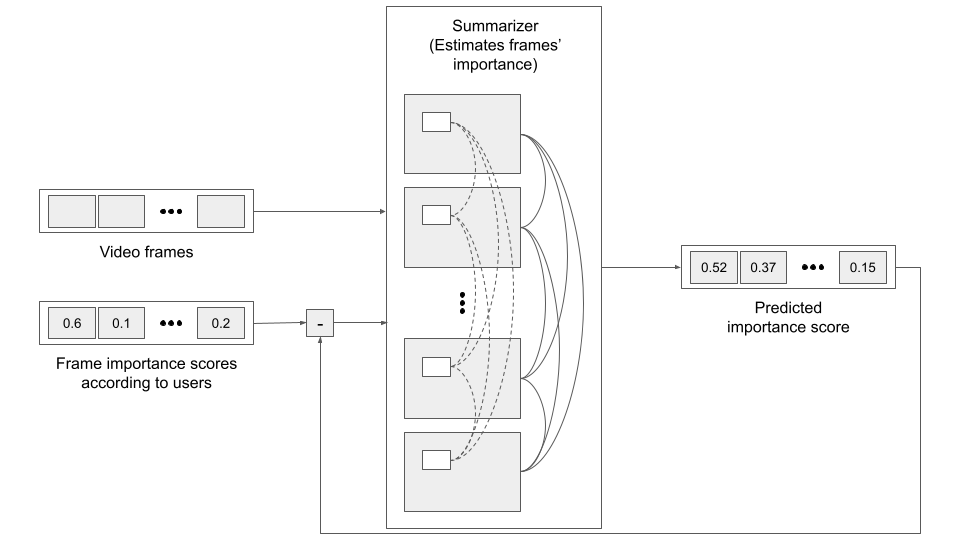 Summarizer
(Estimates frames'
importance)
Video frames
0.6 0.1 ••• 0.2
-
Frame importance scores
according to users
0.52 0.37 ••• 0.15
Predicted
importance score